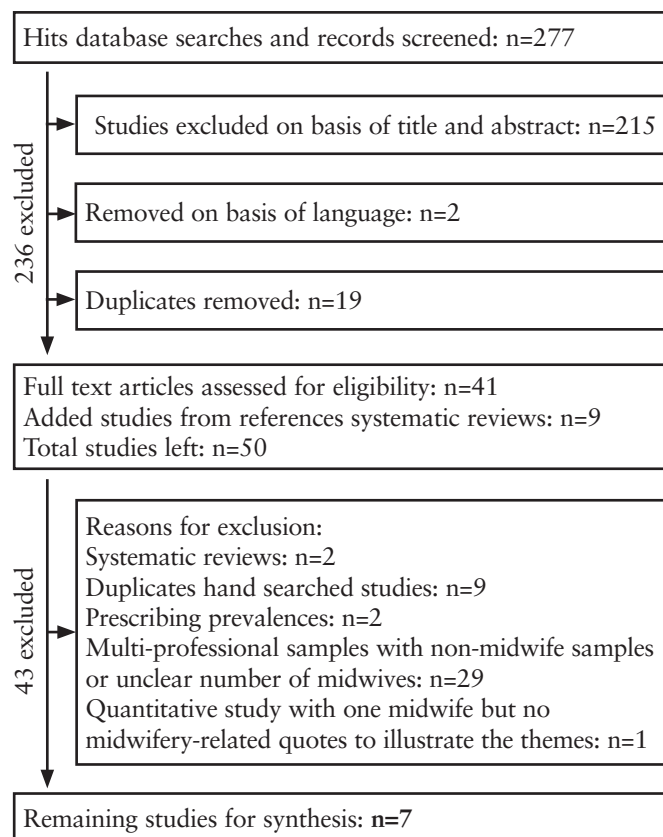 Hits database searches and records screened: n=277
236 excluded
Studies excluded on basis of title and abstract: n=215
Removed on basis of language: n=2
Duplicates removed: n=19
Full text articles assessed for eligibility: n=41
Added studies from references systematic reviews: n=9
Total studies left: n=50
43 excluded
Reasons for exclusion:
Systematic reviews: n=2
Duplicates hand searched studies: n=9
Prescribing prevalences: n=2
Multi-professional samples with non-midwife samples
or unclear number of midwives: n=29
Quantitative study with one midwife but no
midwifery-related quotes to illustrate the themes: n=1
Remaining studies for synthesis: n=7